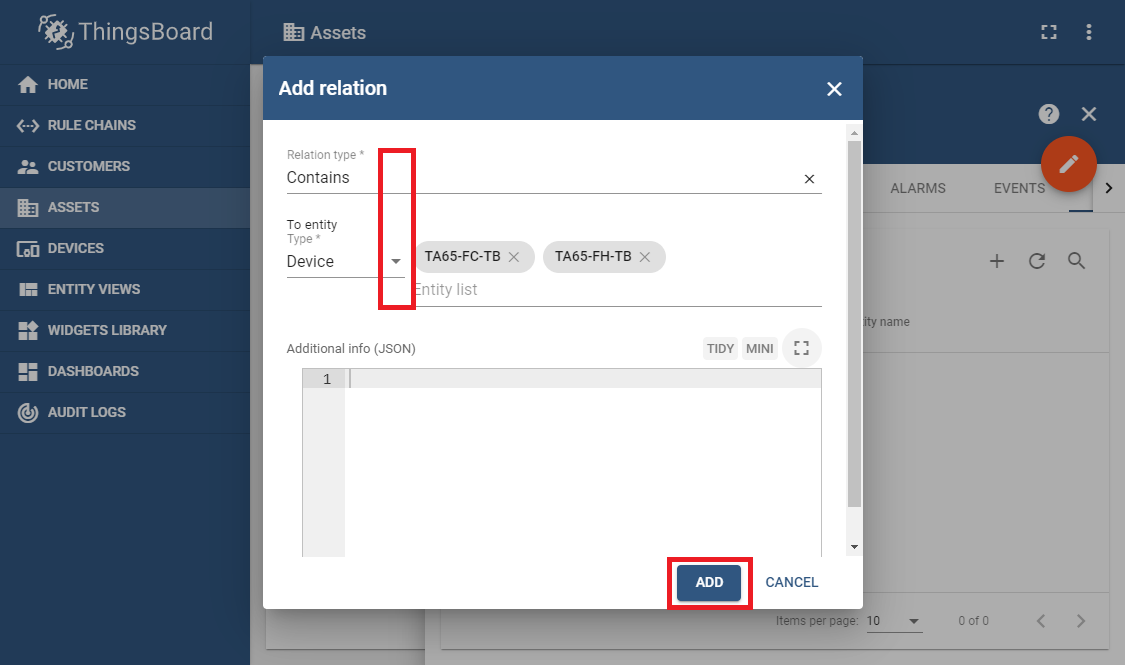 ThingsBoard
Assets
HOME
RULE CHAINS
CUSTOMERS
ASSETS
DEVICES
ENTITY VIEWS
WIDGETS LIBRARY
DASHBOARDS
AUDIT LOGS
Add relation
Relation type *
Contains
To entity
Type *
Device
TA65-FC-TB
TA65-FH-TB
Entity list
Additional info (JSON)
TIDY
MINI
1
ADD
CANCEL
?
ALARMS
EVENTS
ity name
Items per page:
10
0 of 0